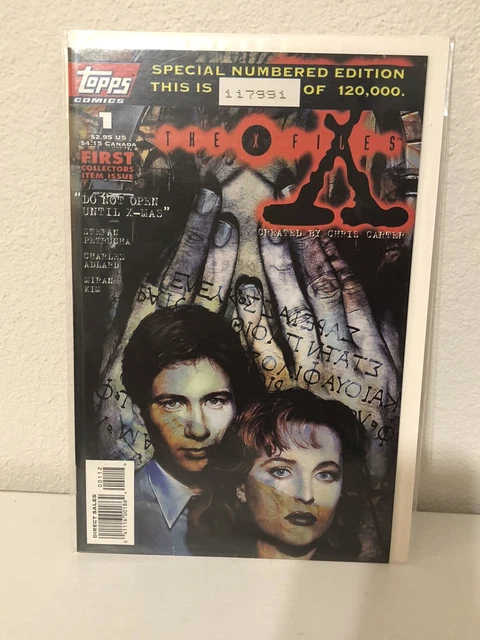 Topps
COMICS
SPECIAL NUMBERED EDITION
THIS IS 117991 OF 120,000.
1
$2.95 US
$4.15 CANADA
FIRST
COLLECTORS
ITEM ISSUE
THE X FILES
X
"DO NOT OPEN
UNTIL X-MAS"
CREATED BY CHRIS CARTER
STEFAN
PETRUCHA
CHARLES
ADLARD
MIRAN
KIM
DIRECT SALES
00112